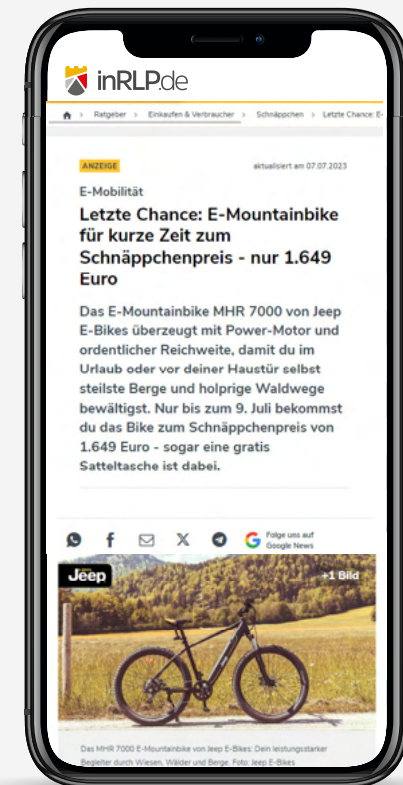 inRLP.de
Ratgeber > Einkaufen & Verbraucher > Schnäppchen > Letzte Chance: E-
ANZEIGE
aktualisiert am 07.07.2023
E-Mobilität
Letzte Chance: E-Mountainbike
für kurze Zeit zum
Schnäppchenpreis - nur 1.649
Euro
Das E-Mountainbike MHR 7000 von Jeep
E-Bikes überzeugt mit Power-Motor und
ordentlicher Reichweite, damit du im
Urlaub oder vor deiner Haustür selbst
steilste Berge und holprige Waldwege
bewältigst. Nur bis zum 9. Juli bekommst
du das Bike zum Schnäppchenpreis von
1.649 Euro - sogar eine gratis
Satteltasche ist dabei.
Folge uns auf
Google News
Jeep
+1 Bild
Das MHR 7000 E-Mountainbike von Jeep E-Bikes: Dein leistungsstarker
Begleiter durch Wiesen, Wälder und Berge. Foto: Jeep E-Bikes